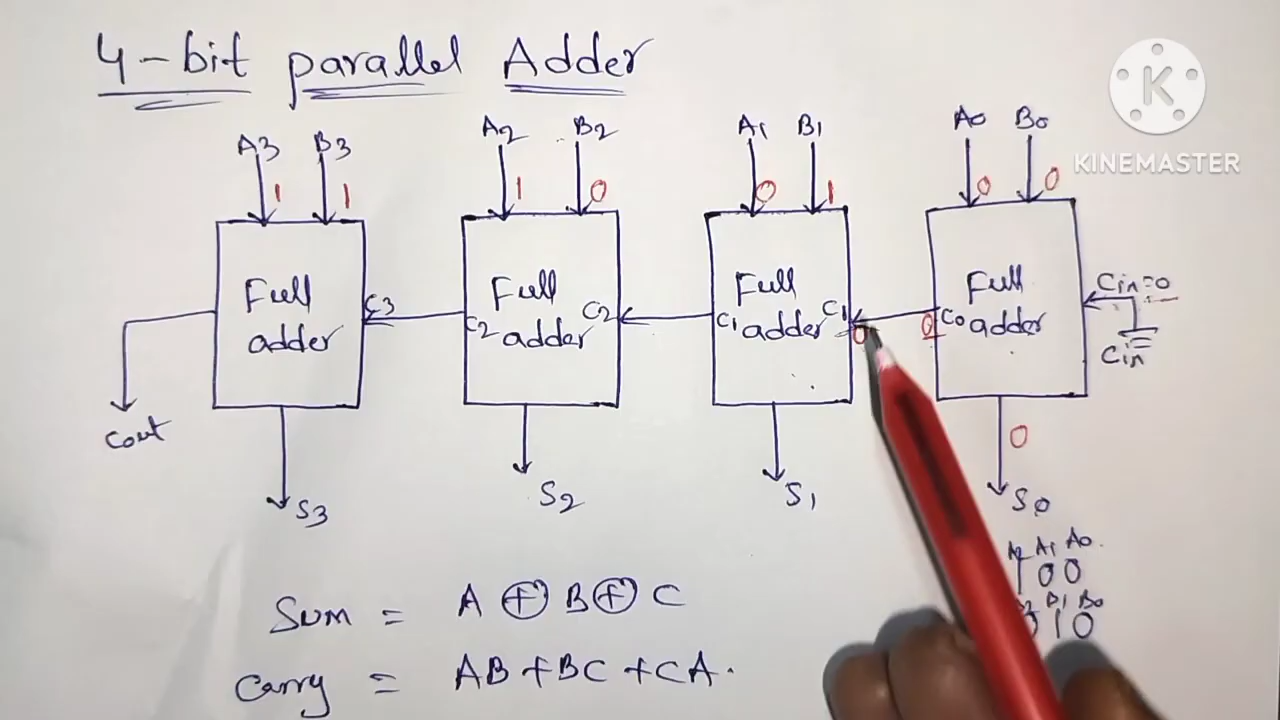 4-bit parallel Adder
K
KINEMASTER
A3 B3 A2 B2 A1 B1 A0 B0
1 1 1 0 0 1 0 0
Full adder C3
Full adder C2 C2
Full adder C1 C1 0
Full adder C0 0
Cin=0
Cin
Cout
0
S3 S2 S1 S0
A1 A0
1 0 0
B1 B0
0 1 0
Sum = A ⊕ B ⊕ C
Carry = AB + BC + CA.